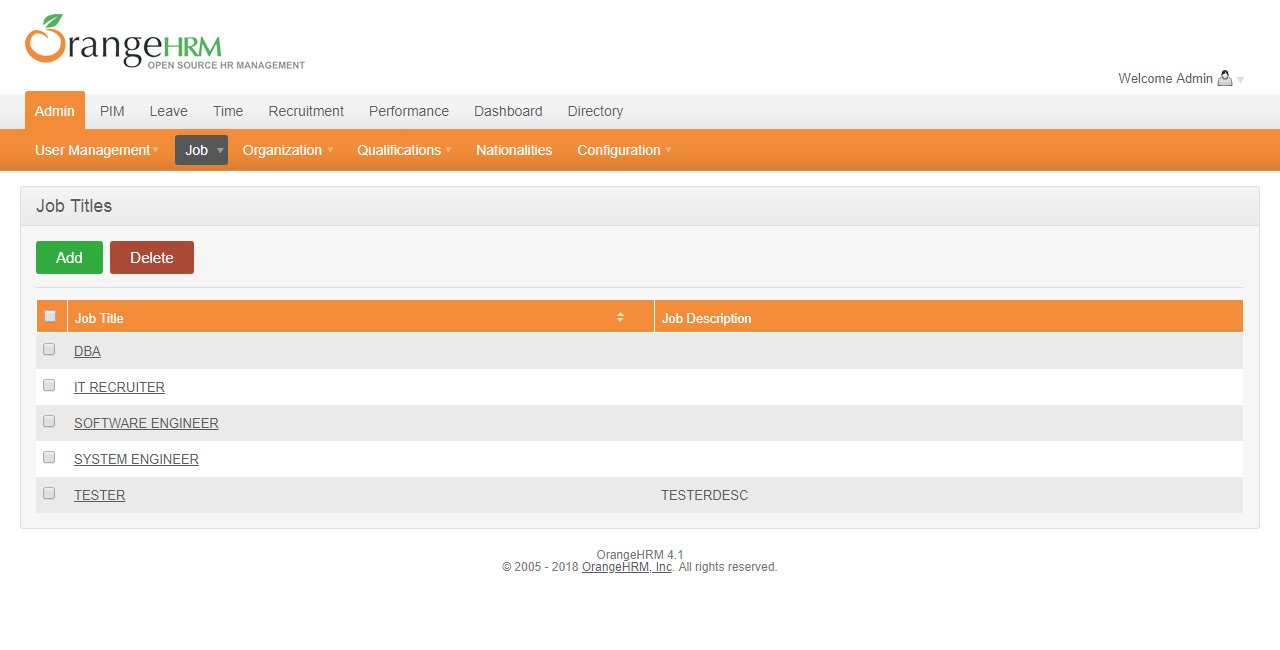 OrangeHRM
OPEN SOURCE HR MANAGEMENT
Welcome Admin
Admin PIM Leave Time Recruitment Performance Dashboard Directory
User Management Job Organization Qualifications Nationalities Configuration
Job Titles
Add Delete
Job Title Job Description
DBA
IT RECRUITER
SOFTWARE ENGINEER
SYSTEM ENGINEER
TESTER TESTERDESC
OrangeHRM 4.1
© 2005 - 2018 OrangeHRM, Inc. All rights reserved.